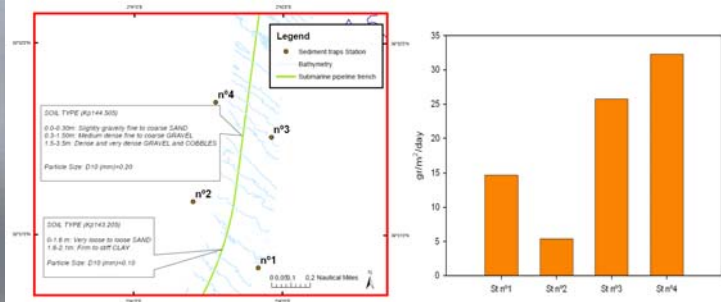 Legend
Sediment traps Station
Bathymetry
Submarine pipeline trench
nº4
SOIL TYPE (Kp144.505)
0.0-0.30m: Slightly gravelly fine to coarse SAND
0.3-1.50m: Medium dense fine to coarse GRAVEL
1.5-3.5m: Dense and very dense GRAVEL and COBBLES
Particle Size: D10 (mm)=0.20
nº3
nº2
SOIL TYPE (Kp143.205)
0-1.6 m: Very loose to loose SAND
1.6-2.1m: Firm to stiff CLAY
Particle Size: D10 (mm)=0.10
nº1
0.2 Nautical Miles
N
gr/m²/day
35
30
25
20
15
10
5
0
St nº1
St nº2
St nº3
St nº4